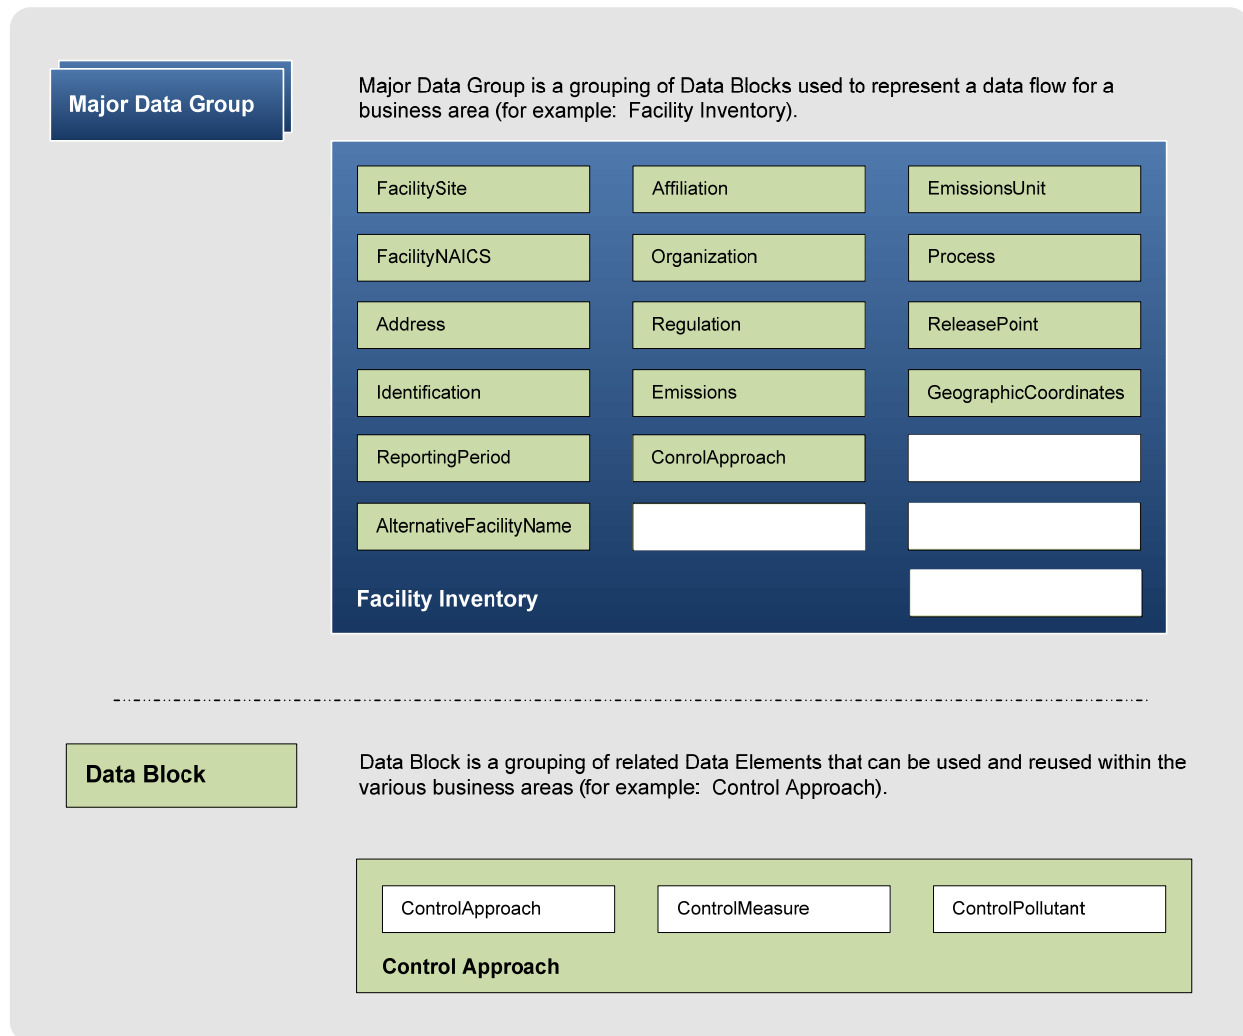 Major Data Group
Major Data Group is a grouping of Data Blocks used to represent a data flow for a
business area (for example: Facility Inventory).
FacilitySite
Affiliation
EmissionsUnit
FacilityNAICS
Organization
Process
Address
Regulation
ReleasePoint
Identification
Emissions
GeographicCoordinates
ReportingPeriod
ConrolApproach
AlternativeFacilityName
Facility Inventory
Data Block
Data Block is a grouping of related Data Elements that can be used and reused within the
various business areas (for example: Control Approach).
ControlApproach
ControlMeasure
ControlPollutant
Control Approach